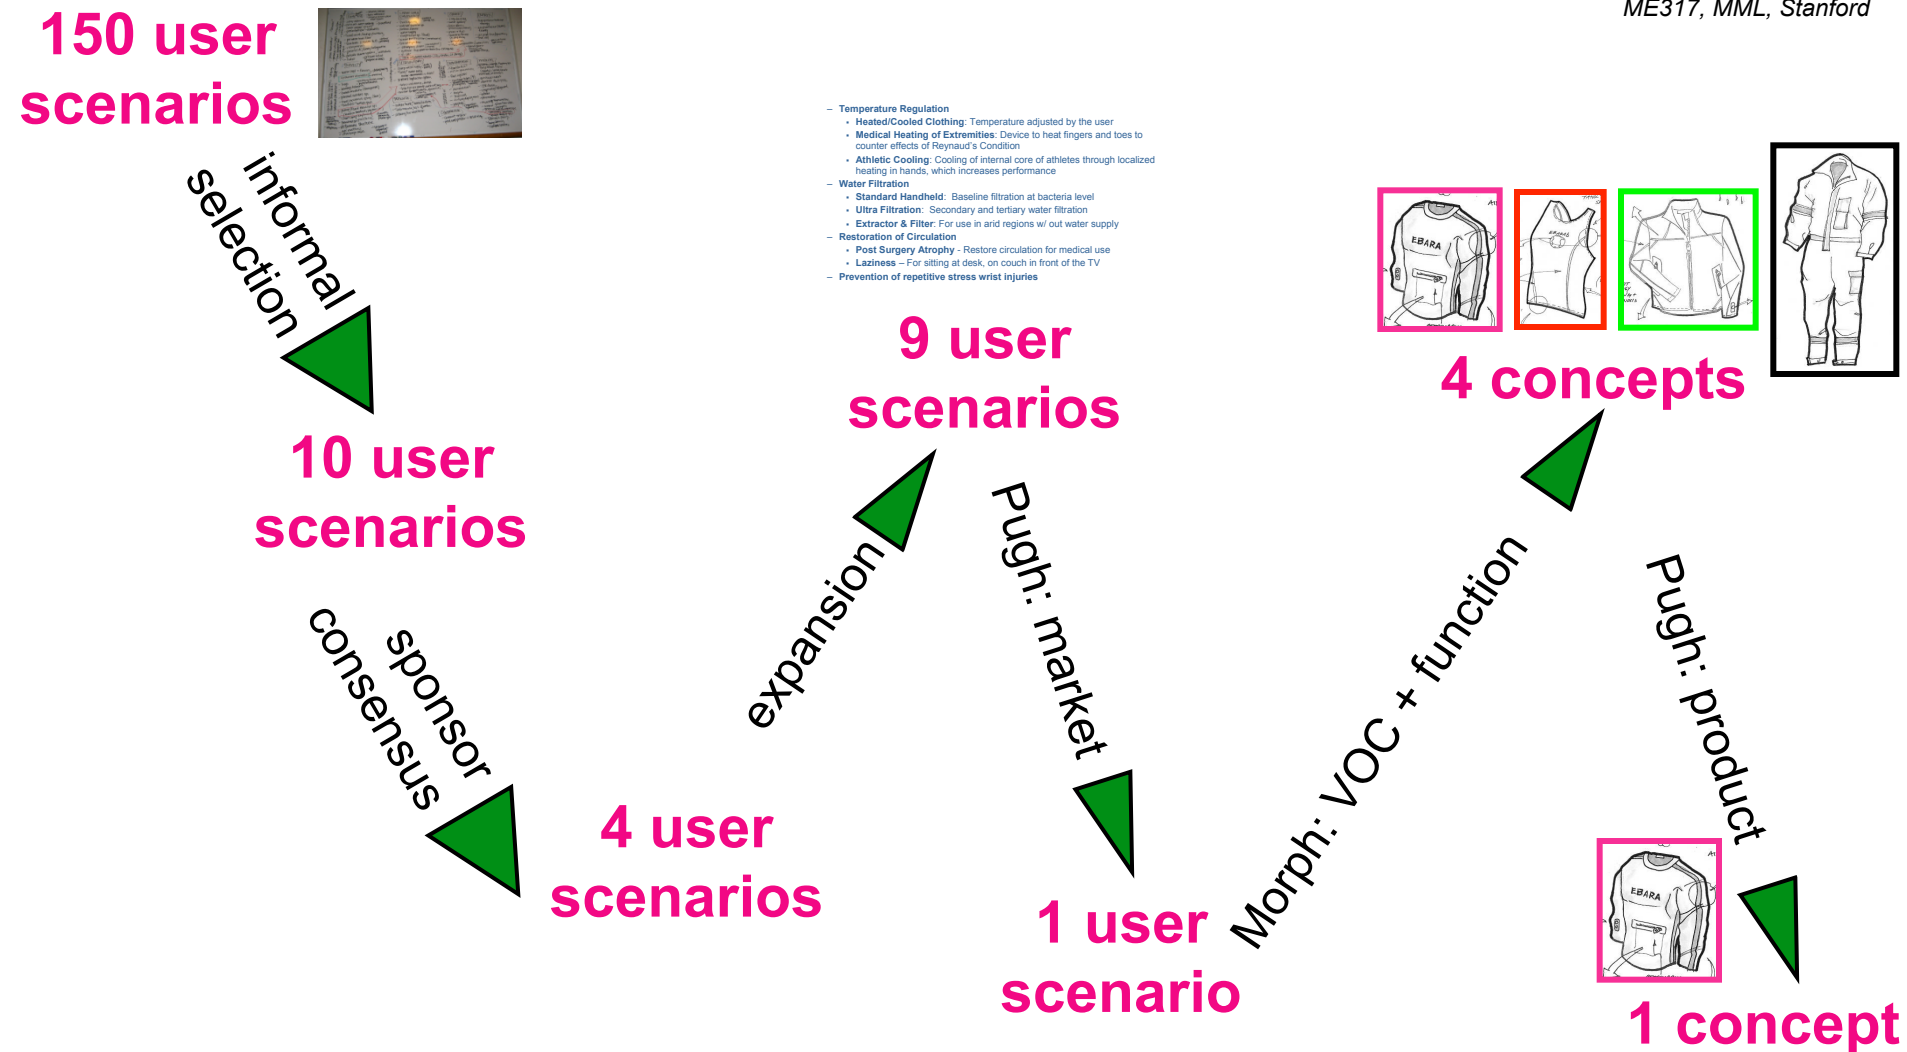 ME317, MML, Stanford
150 user
scenarios
informal
selection
10 user
scenarios
sponsor
consensus
4 user
scenarios
expansion
– Temperature Regulation
• Heated/Cooled Clothing: Temperature adjusted by the user
• Medical Heating of Extremities: Device to heat fingers and toes to
counter effects of Reynaud's Condition
• Athletic Cooling: Cooling of internal core of athletes through localized
heating in hands, which increases performance
– Water Filtration
• Standard Handheld: Baseline filtration at bacteria level
• Ultra Filtration: Secondary and tertiary water filtration
• Extractor & Filter: For use in arid regions w/ out water supply
– Restoration of Circulation
• Post Surgery Atrophy - Restore circulation for medical use
• Laziness – For sitting at desk, on couch in front of the TV
– Prevention of repetitive stress wrist injuries
9 user
scenarios
Pugh: market
1 user
scenario
Morph: VOC + function
EBARA
4 concepts
Pugh: product
EBARA
1 concept